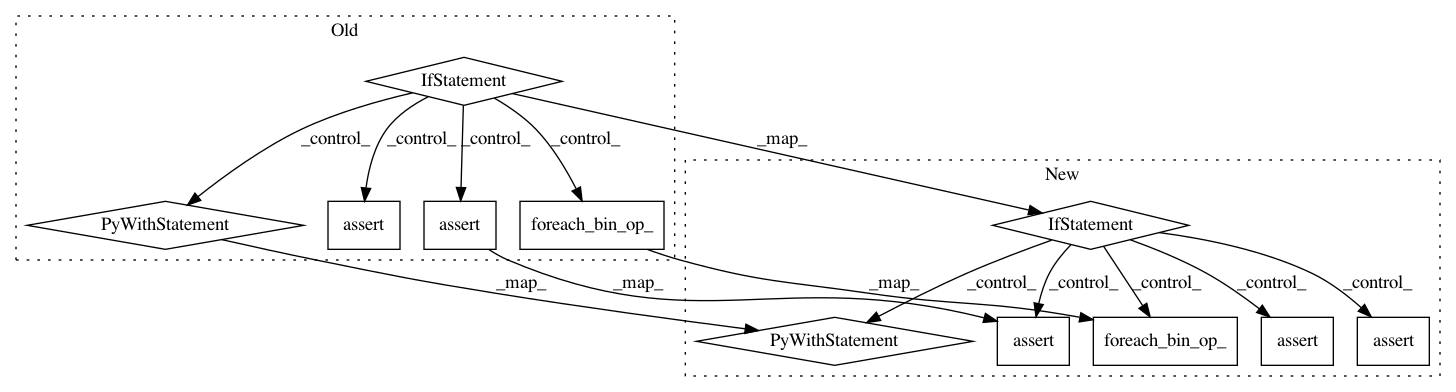 Old
IfStatement
_control_ _control_ _control_ _control_ _map_
New
PyWithStatement assert assert foreach_bin_op_ IfStatement
_map_ _map_ _map_ _control_ _control_ _control_ _control_ _control_
PyWithStatement assert foreach_bin_op_ assert assert